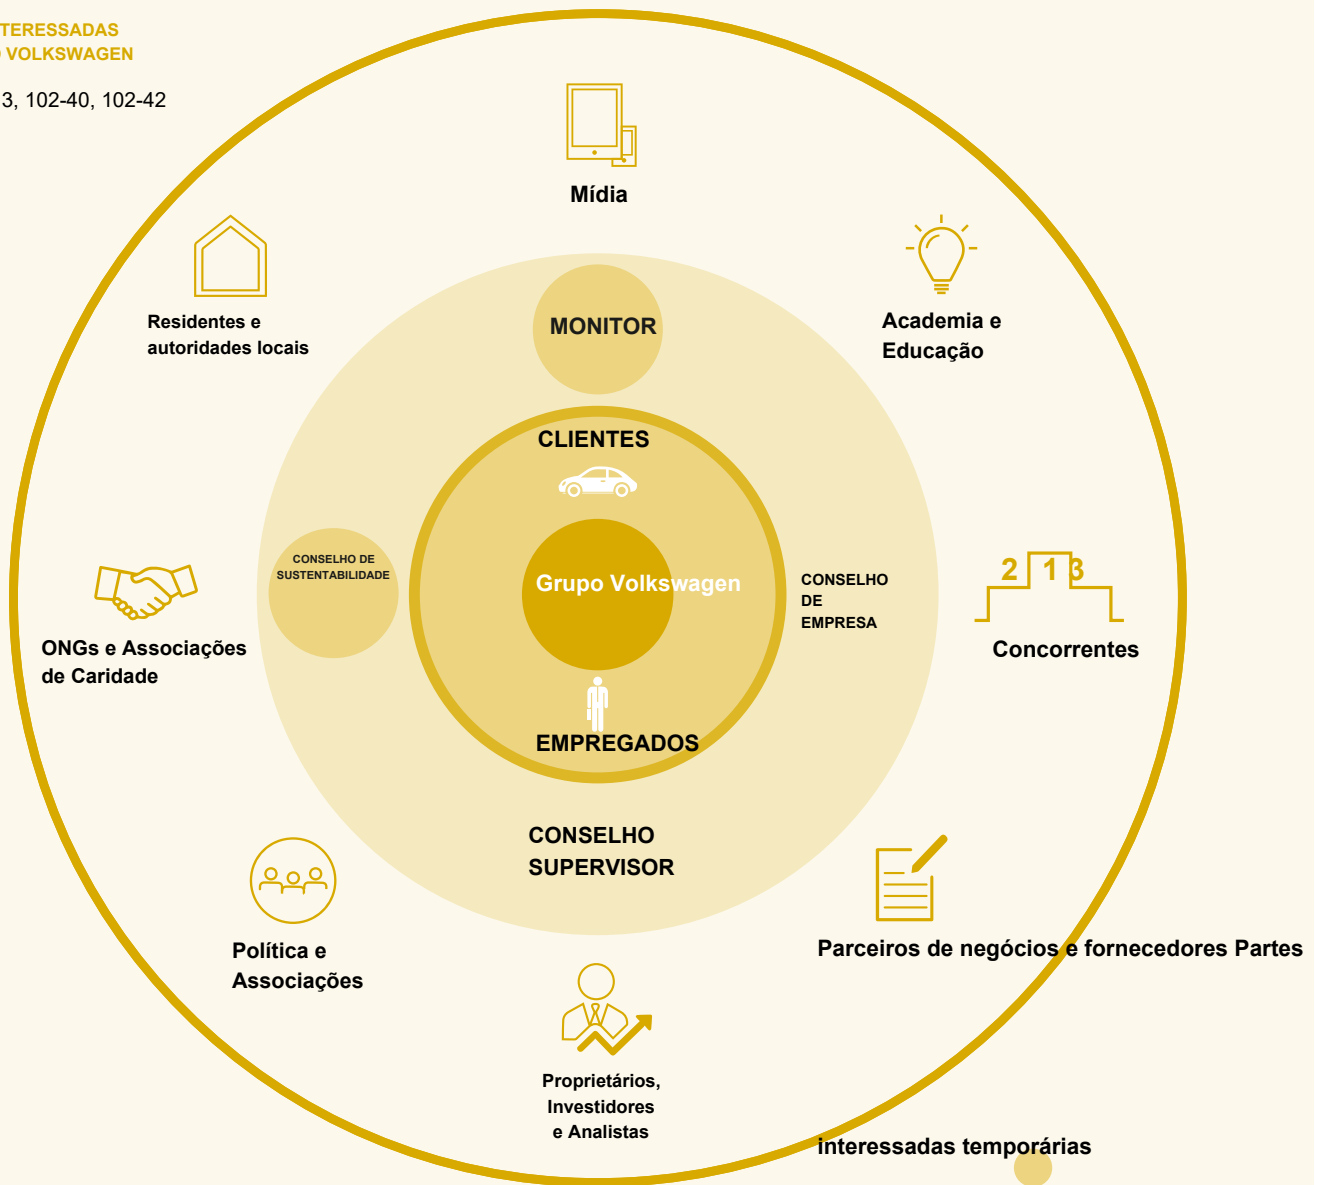 TERESSADAS
VOLKSWAGEN
3, 102-40, 102-42
Mídia
Residentes e
autoridades locais
Academia e
Educação
MONITOR
CLIENTES
CONSELHO DE
SUSTENTABILIDADE
Grupo Volkswagen
CONSELHO
DE
EMPRESA
2 1 3
Concorrentes
ONGs e Associações
de Caridade
EMPREGADOS
CONSELHO
SUPERVISOR
Política e
Associações
Parceiros de negócios e fornecedores Partes
Proprietários,
Investidores
e Analistas
interessadas temporárias